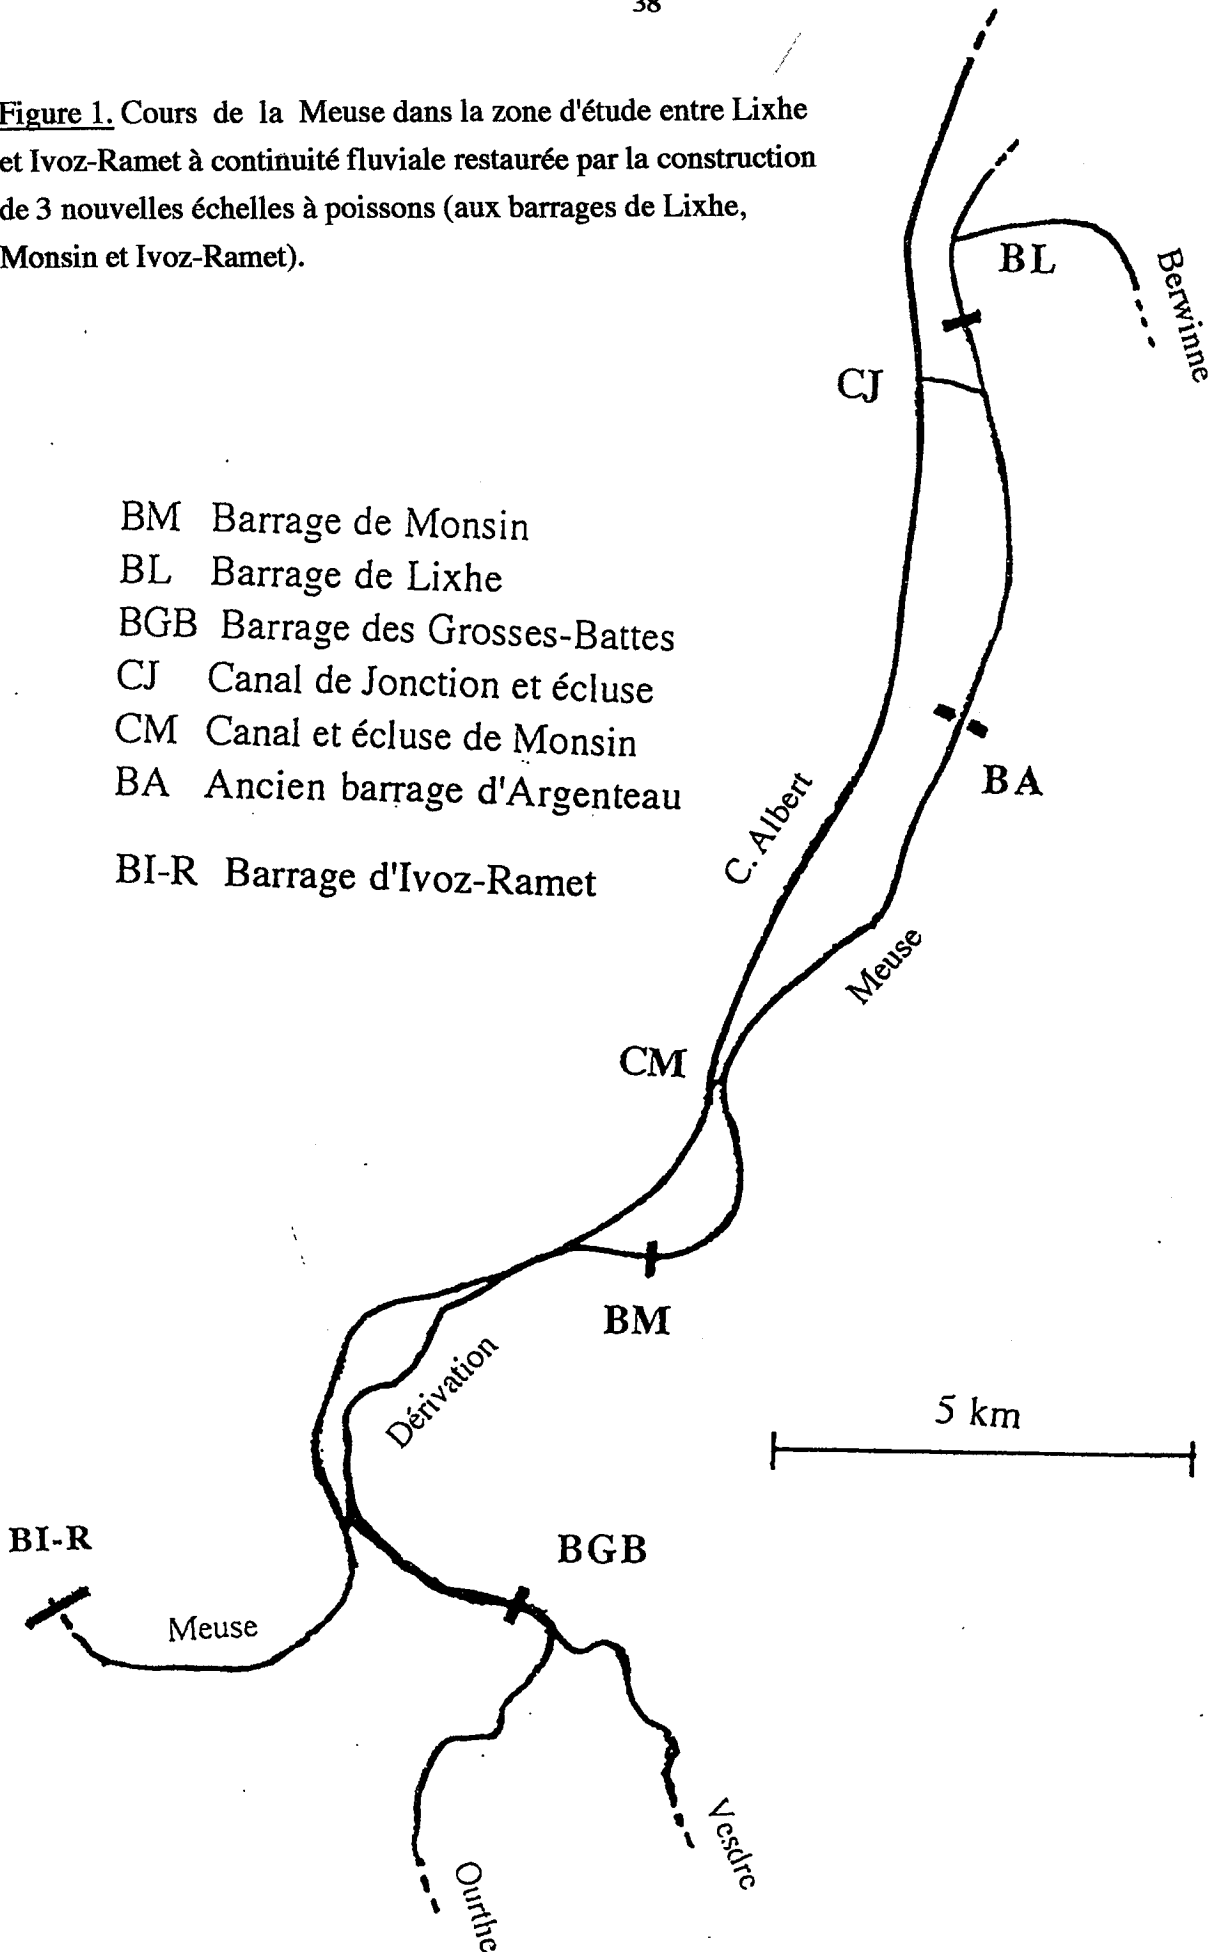 38
Figure 1. Cours de la Meuse dans la zone d'étude entre Lixhe
et Ivoz-Ramet à continuité fluviale restaurée par la construction
de 3 nouvelles échelles à poissons (aux barrages de Lixhe,
Monsin et Ivoz-Ramet).
BL
Berwinne
CJ
BM Barrage de Monsin
BL Barrage de Lixhe
BGB Barrage des Grosses-Battes
CJ Canal de Jonction et écluse
CM Canal et écluse de Monsin
BA Ancien barrage d'Argenteau
BI-R Barrage d'Ivoz-Ramet
BA
C. Albert
Meuse
CM
BM
Dérivation
5 km
BI-R
BGB
Meuse
Vesdre
Ourthe